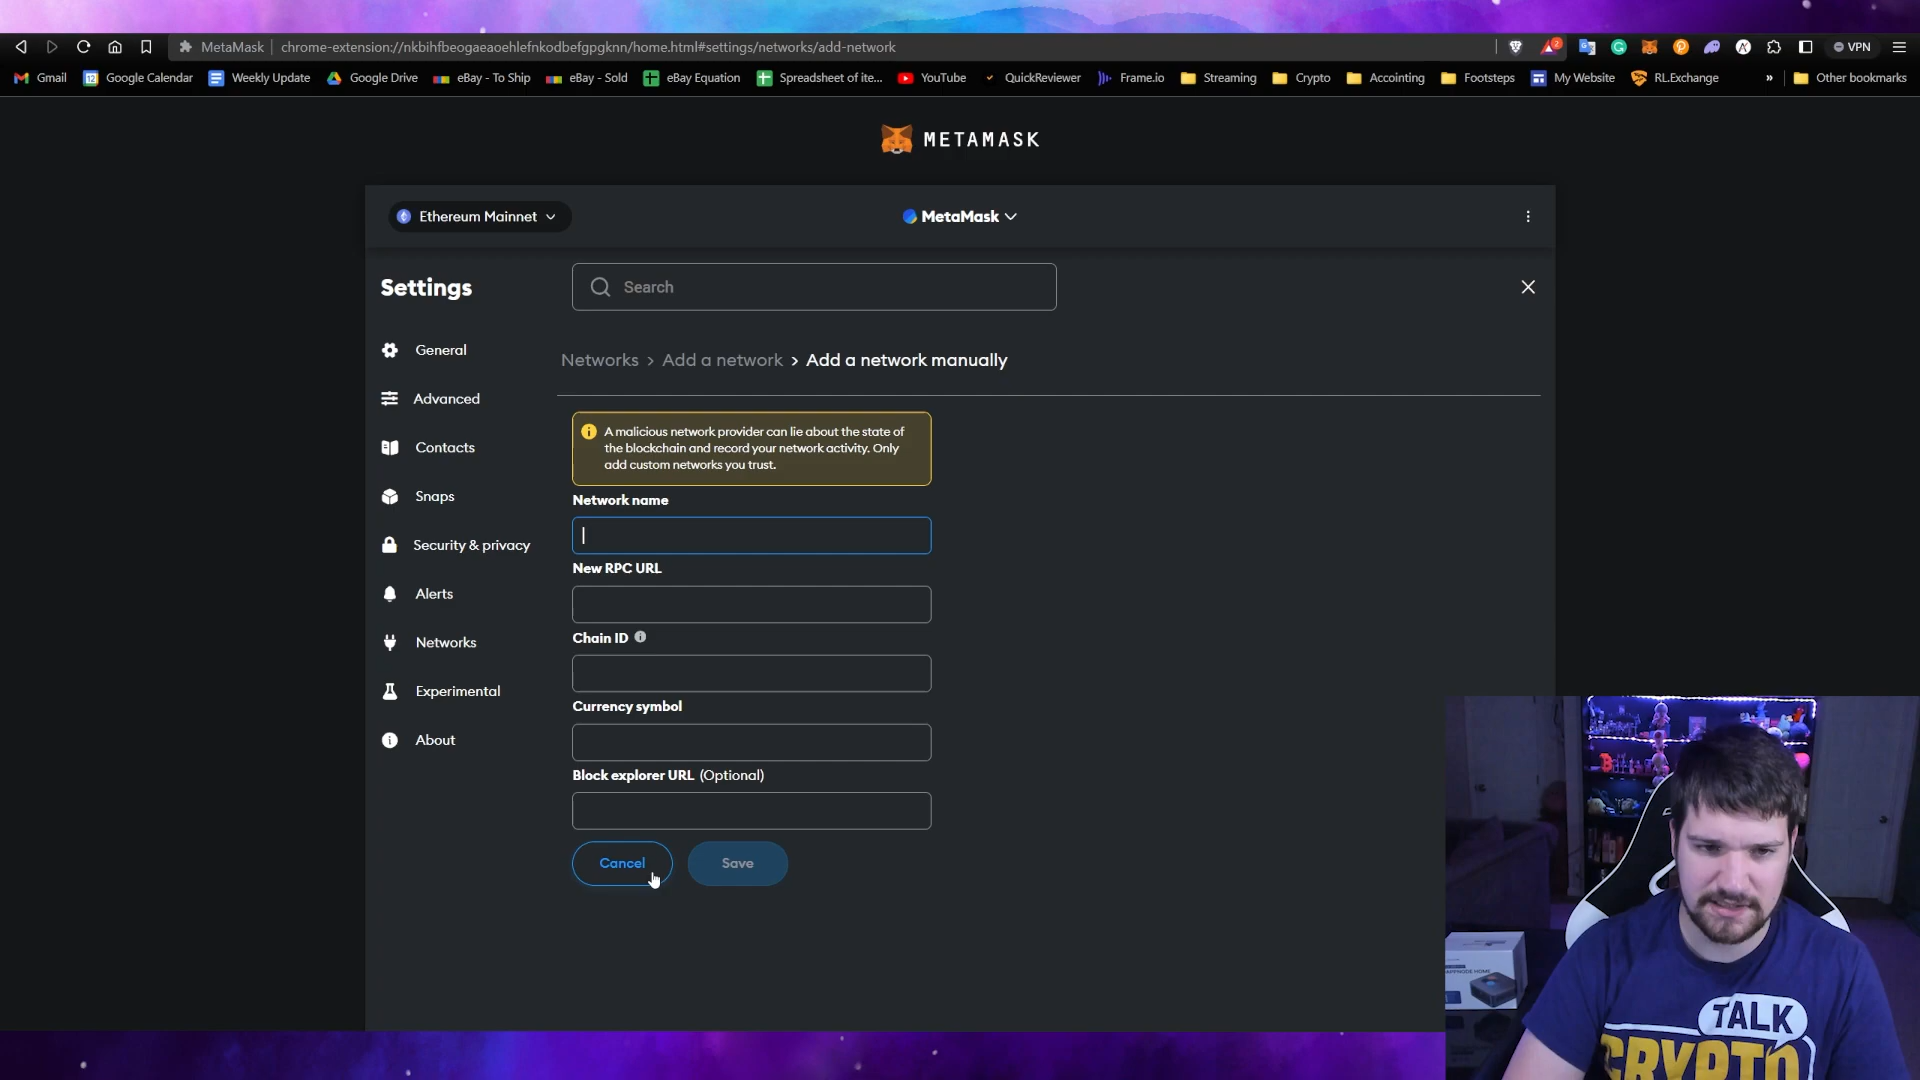 MetaMask chrome-extension://nkbihfbeogaeaoehlefnkodbefgpgknn/home.html#settings/networks/add-network 2 VPN
Gmail 12 Google Calendar Weekly Update Google Drive eBay - To Ship eBay - Sold eBay Equation Spreadsheet of ite... YouTube QuickReviewer Frame.io Streaming Crypto Accointing Footsteps My Website RL.Exchange » Other bookmarks
METAMASK
Ethereum Mainnet MetaMask
Settings
Search
General
Advanced
Contacts
Snaps
Security & privacy
Alerts
Networks
Experimental
About
Networks > Add a network > Add a network manually
A malicious network provider can lie about the state of
the blockchain and record your network activity. Only
add custom networks you trust.
Network name
New RPC URL
Chain ID
Currency symbol
Block explorer URL (Optional)
Cancel Save
TALK
CRYPTO